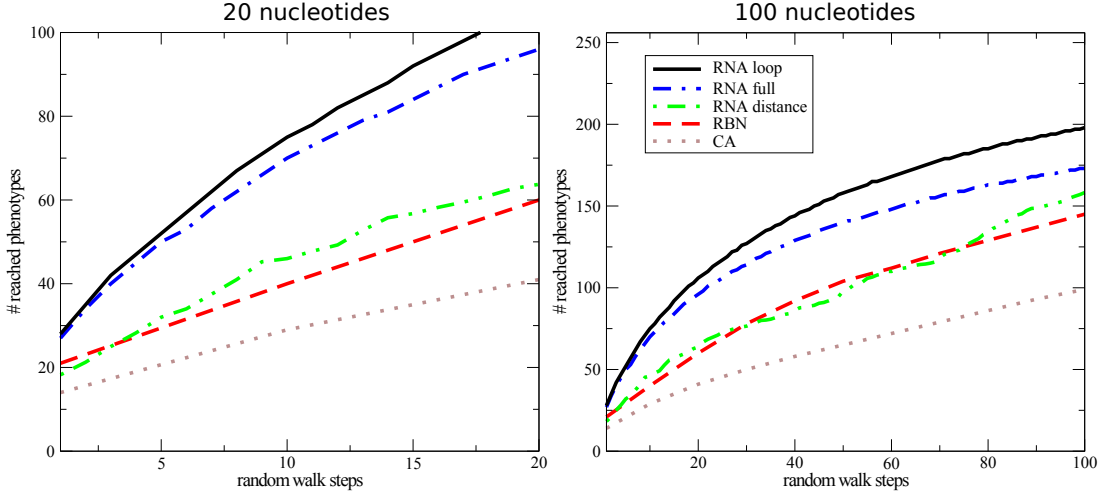 20 nucleotides
100 nucleotides
# reached phenotypes
100
80
60
40
20
0
5
10
15
20
random walk steps
# reached phenotypes
250
200
150
100
50
0
20
40
60
80
100
random walk steps
RNA loop
RNA full
RNA distance
RBN
CA